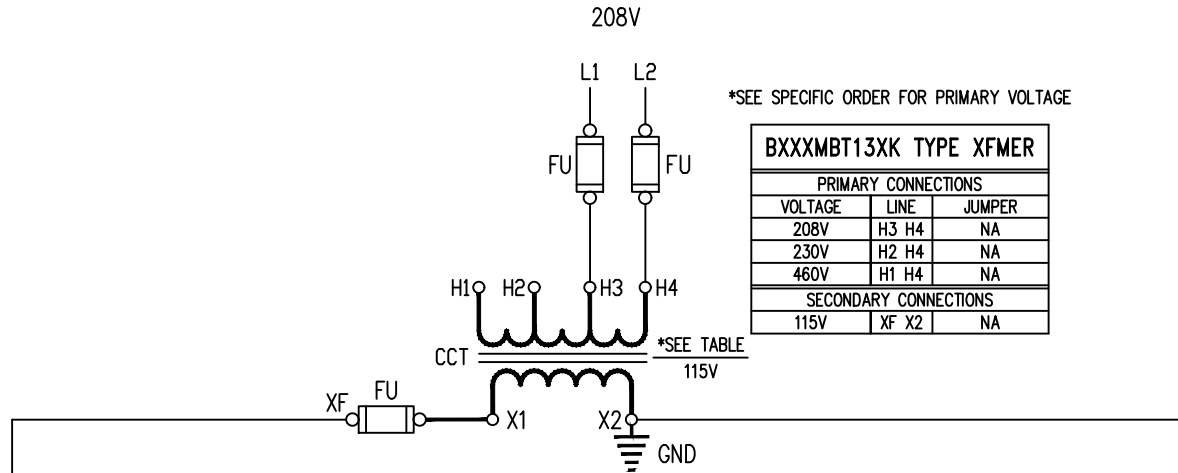 208V
L1 L2
*SEE SPECIFIC ORDER FOR PRIMARY VOLTAGE
FU FU
BXXXMBT13XK TYPE XFMER
PRIMARY CONNECTIONS
VOLTAGE LINE JUMPER
208V H3 H4 NA
230V H2 H4 NA
460V H1 H4 NA
SECONDARY CONNECTIONS
115V XF X2 NA
H1 H2 H3 H4
CCT
*SEE TABLE
115V
XF FU X1 X2
GND